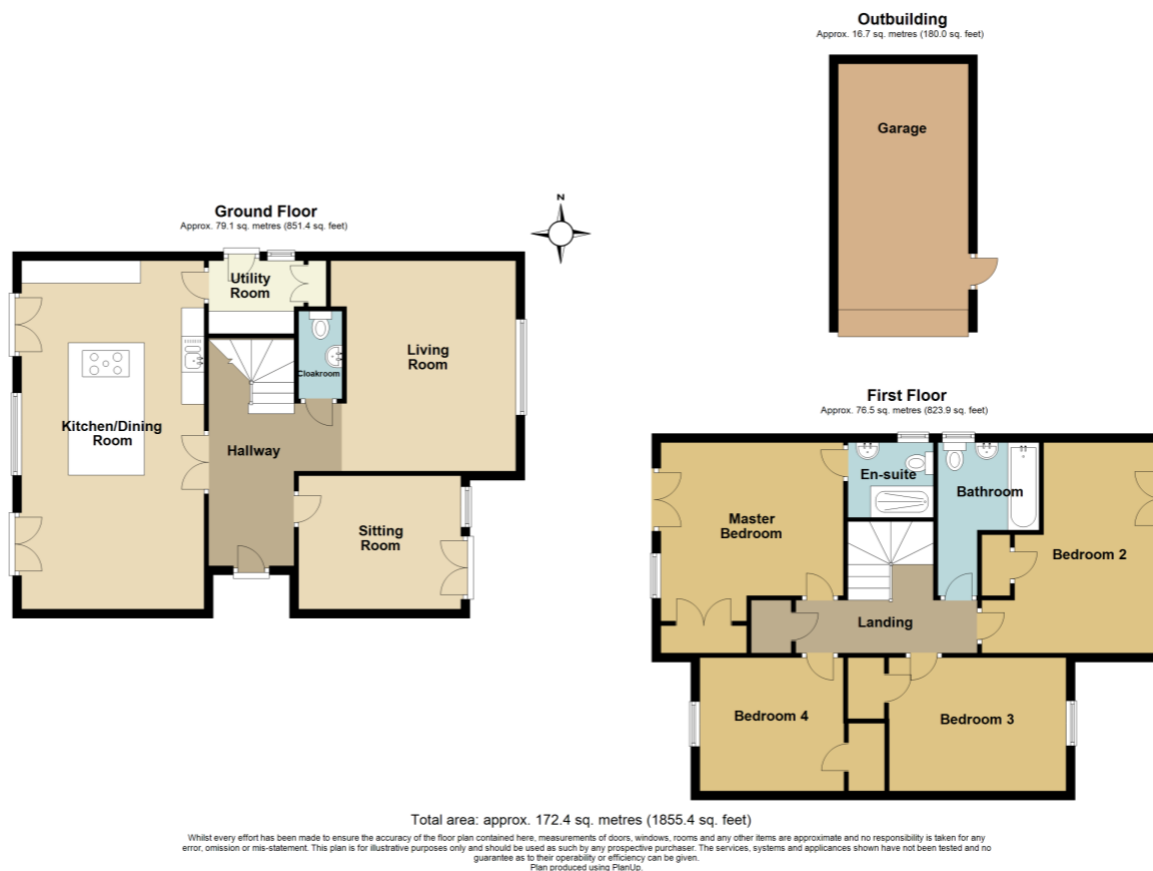 Outbuilding
Approx. 16.7 sq. metres (180.0 sq. feet)
Garage
N
Ground Floor
Approx. 79.1 sq. metres (851.4 sq. feet)
Utility
Room
Living
Room
Cloakroom
Kitchen/Dining
Room
Hallway
Sitting
Room
First Floor
Approx. 76.5 sq. metres (823.9 sq. feet)
En-suite
Bathroom
Master
Bedroom
Bedroom 2
Landing
Bedroom 4
Bedroom 3
Total area: approx. 172.4 sq. metres (1855.4 sq. feet)
Whilst every effort has been made to ensure the accuracy of the floor plan contained here, measurements of doors, windows, rooms and any other items are approximate and no responsibility is taken for any
error, omission or mis-statement. This plan is for illustrative purposes only and should be used as such by any prospective purchaser. The services, systems and applicances shown have not been tested and no
guarantee as to their operability or efficiency can be given.
Plan produced using PlanUp.